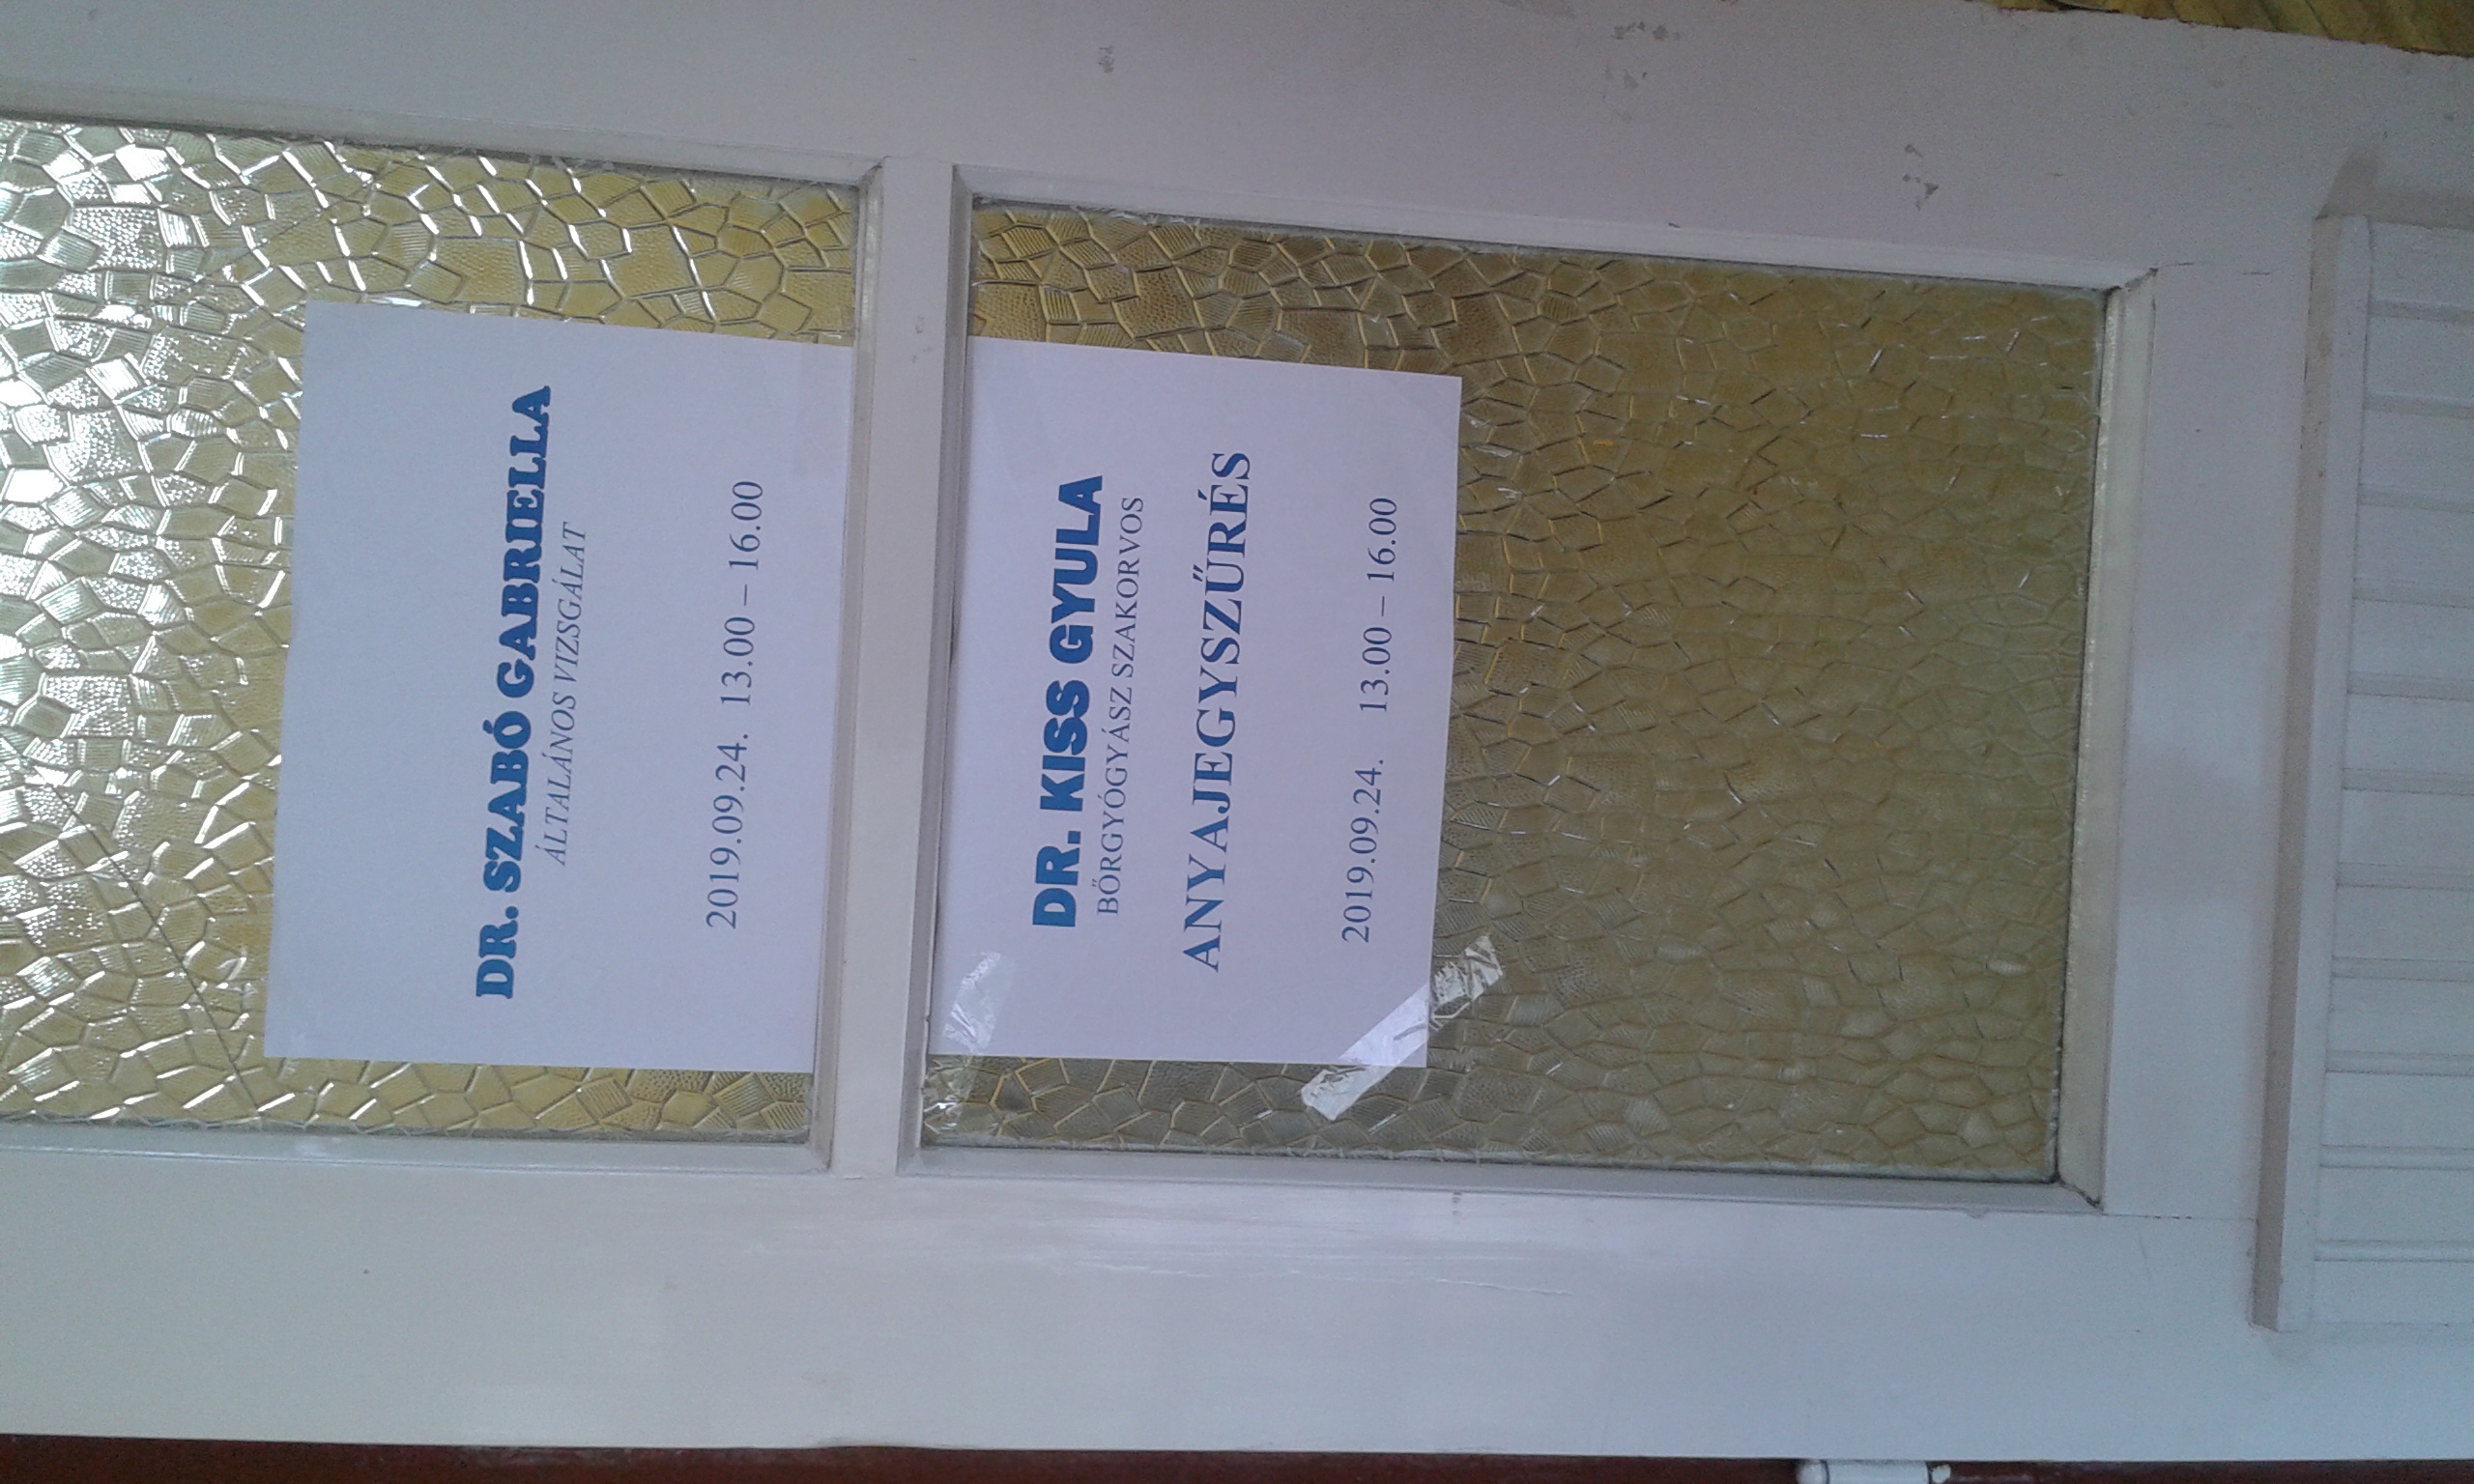 DR. SZABÓ GABRIELLA
ÁLTALÁNOS VIZSGÁLAT
2019.09.24. 13.00 – 16.00
DR. KISS GYULA
BŐRGYÓGYÁSZ SZAKORVOS
ANYAJEGYSZŰRÉS
2019.09.24. 13.00 – 16.00